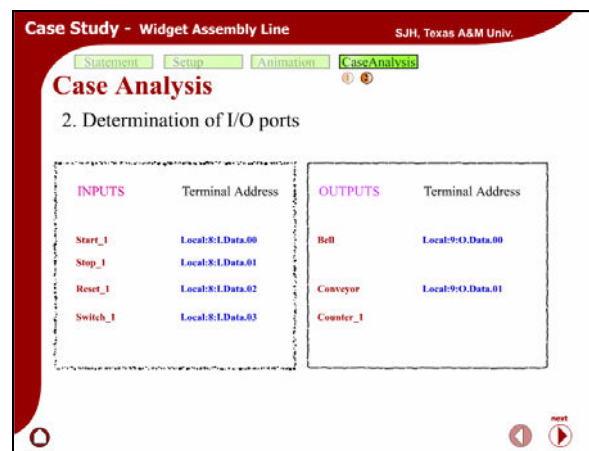 Case Study - Widget Assembly Line SJH, Texas A&M Univ.
Statement Setup Animation CaseAnalysis
1 2
Case Analysis
2. Determination of I/O ports
INPUTS Terminal Address OUTPUTS Terminal Address
Start_1 Local:8:I.Data.00 Bell Local:9:O.Data.00
Stop_1 Local:8:I.Data.01
Reset_1 Local:8:I.Data.02 Conveyor Local:9:O.Data.01
Switch_1 Local:8:I.Data.03 Counter_1
next